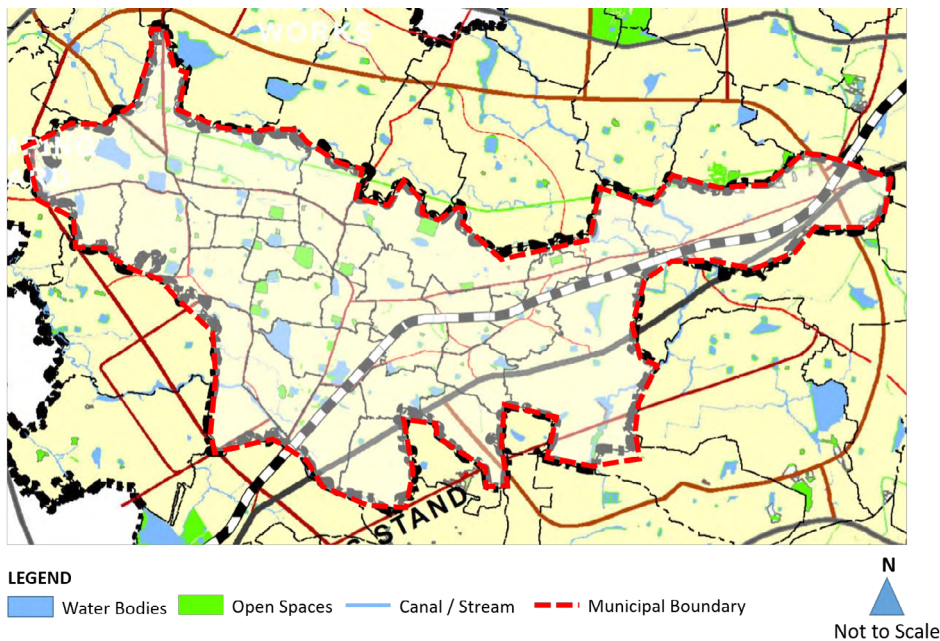 WORKS
S STAND
LEGEND
Water Bodies
Open Spaces
Canal / Stream
Municipal Boundary
N
Not to Scale